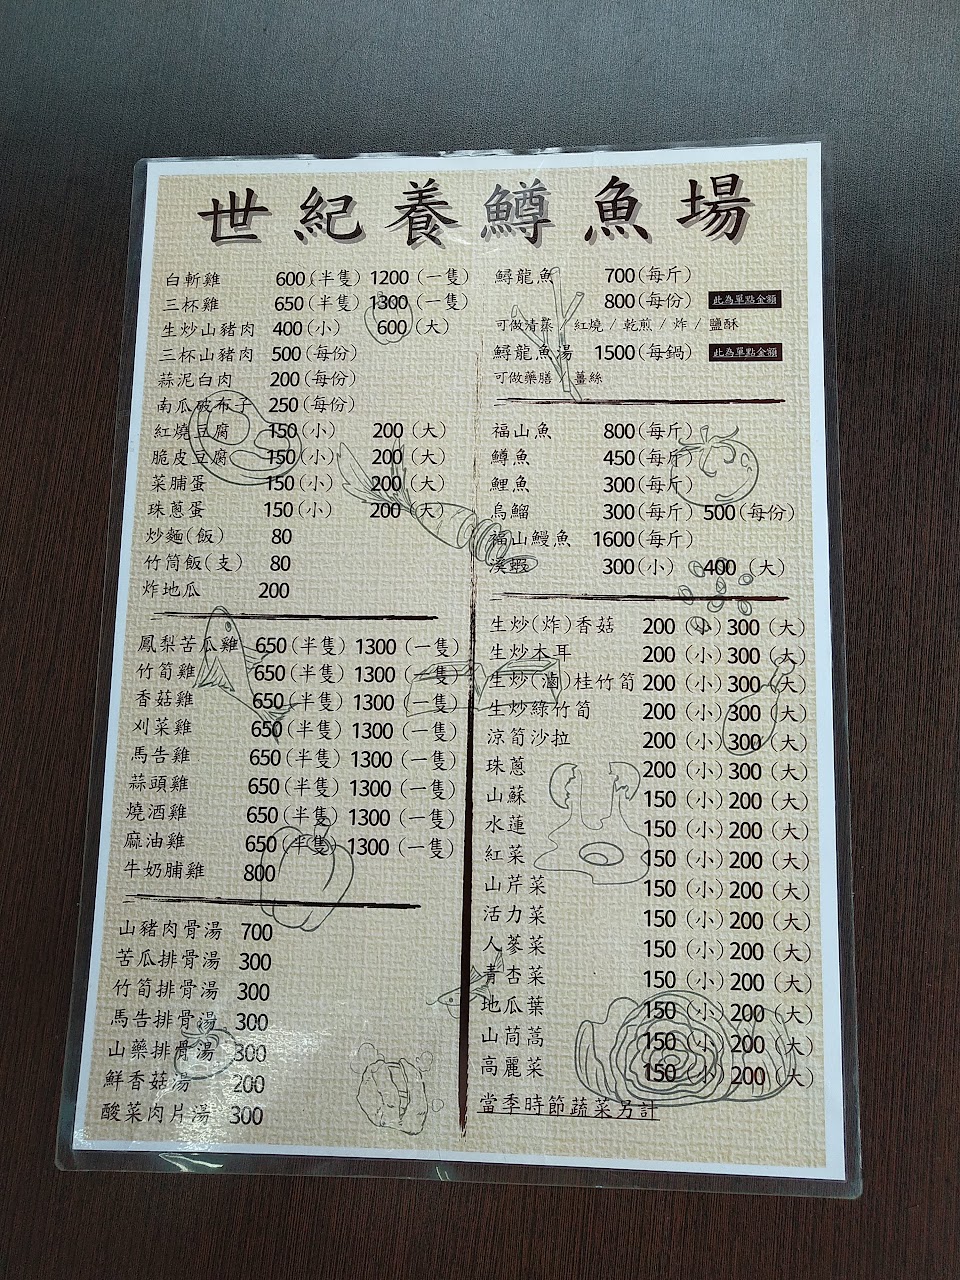 世紀養鱒魚場
白斬雞 600(半隻) 1200(一隻)
三杯雞 650(半隻) 1300(一隻)
生炒山豬肉 400(小) 600(大)
三杯山豬肉 500(每份)
蒜泥白肉 200(每份)
南瓜破布子 250(每份)
紅燒豆腐 150(小) 200(大)
脆皮豆腐 150(小) 200(大)
菜脯蛋 150(小) 200(大)
珠蔥蛋 150(小) 200(大)
炒麵(飯) 80
竹筒飯(支) 80
炸地瓜 200
鳳梨苦瓜雞 650(半隻) 1300(一隻)
竹筍雞 650(半隻) 1300(一隻)
香菇雞 650(半隻) 1300(一隻)
刈菜雞 650(半隻) 1300(一隻)
馬告雞 650(半隻) 1300(一隻)
蒜頭雞 650(半隻) 1300(一隻)
燒酒雞 650(半隻) 1300(一隻)
麻油雞 650(半隻) 1300(一隻)
牛奶脯雞 800
山豬肉骨湯 700
苦瓜排骨湯 300
竹筍排骨湯 300
馬告排骨湯 300
山藥排骨湯 300
鮮香菇湯 200
酸菜肉片湯 300
鱘龍魚 700(每斤)
800(每份) 此為單點金額
可做清蒸 / 紅燒 / 乾煎 / 炸 / 鹽酥
鱘龍魚湯 1500(每鍋) 此為單點金額
可做藥膳 / 薑絲
福山魚 800(每斤)
鱒魚 450(每斤)
鯉魚 300(每斤)
烏鰡 300(每斤) 500(每份)
福山鰻魚 1600(每斤)
溪蝦 300(小) 400(大)
生炒(炸)香菇 200(小) 300(大)
生炒木耳 200(小) 300(大)
生炒(滷)桂竹筍 200(小) 300(大)
生炒綠竹筍 200(小) 300(大)
涼筍沙拉 200(小) 300(大)
珠蔥 200(小) 300(大)
山蘇 150(小) 200(大)
水蓮 150(小) 200(大)
紅菜 150(小) 200(大)
山芹菜 150(小) 200(大)
活力菜 150(小) 200(大)
人蔘菜 150(小) 200(大)
青杏菜 150(小) 200(大)
地瓜葉 150(小) 200(大)
山茼蒿 150(小) 200(大)
高麗菜 150(小) 200(大)
當季時節蔬菜另計